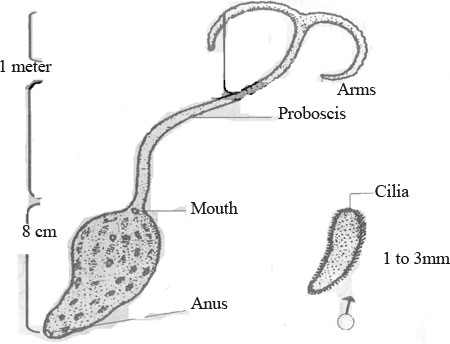 1 meter
Arms
Proboscis
Cilia
Mouth
8 cm
1 to 3mm
Anus